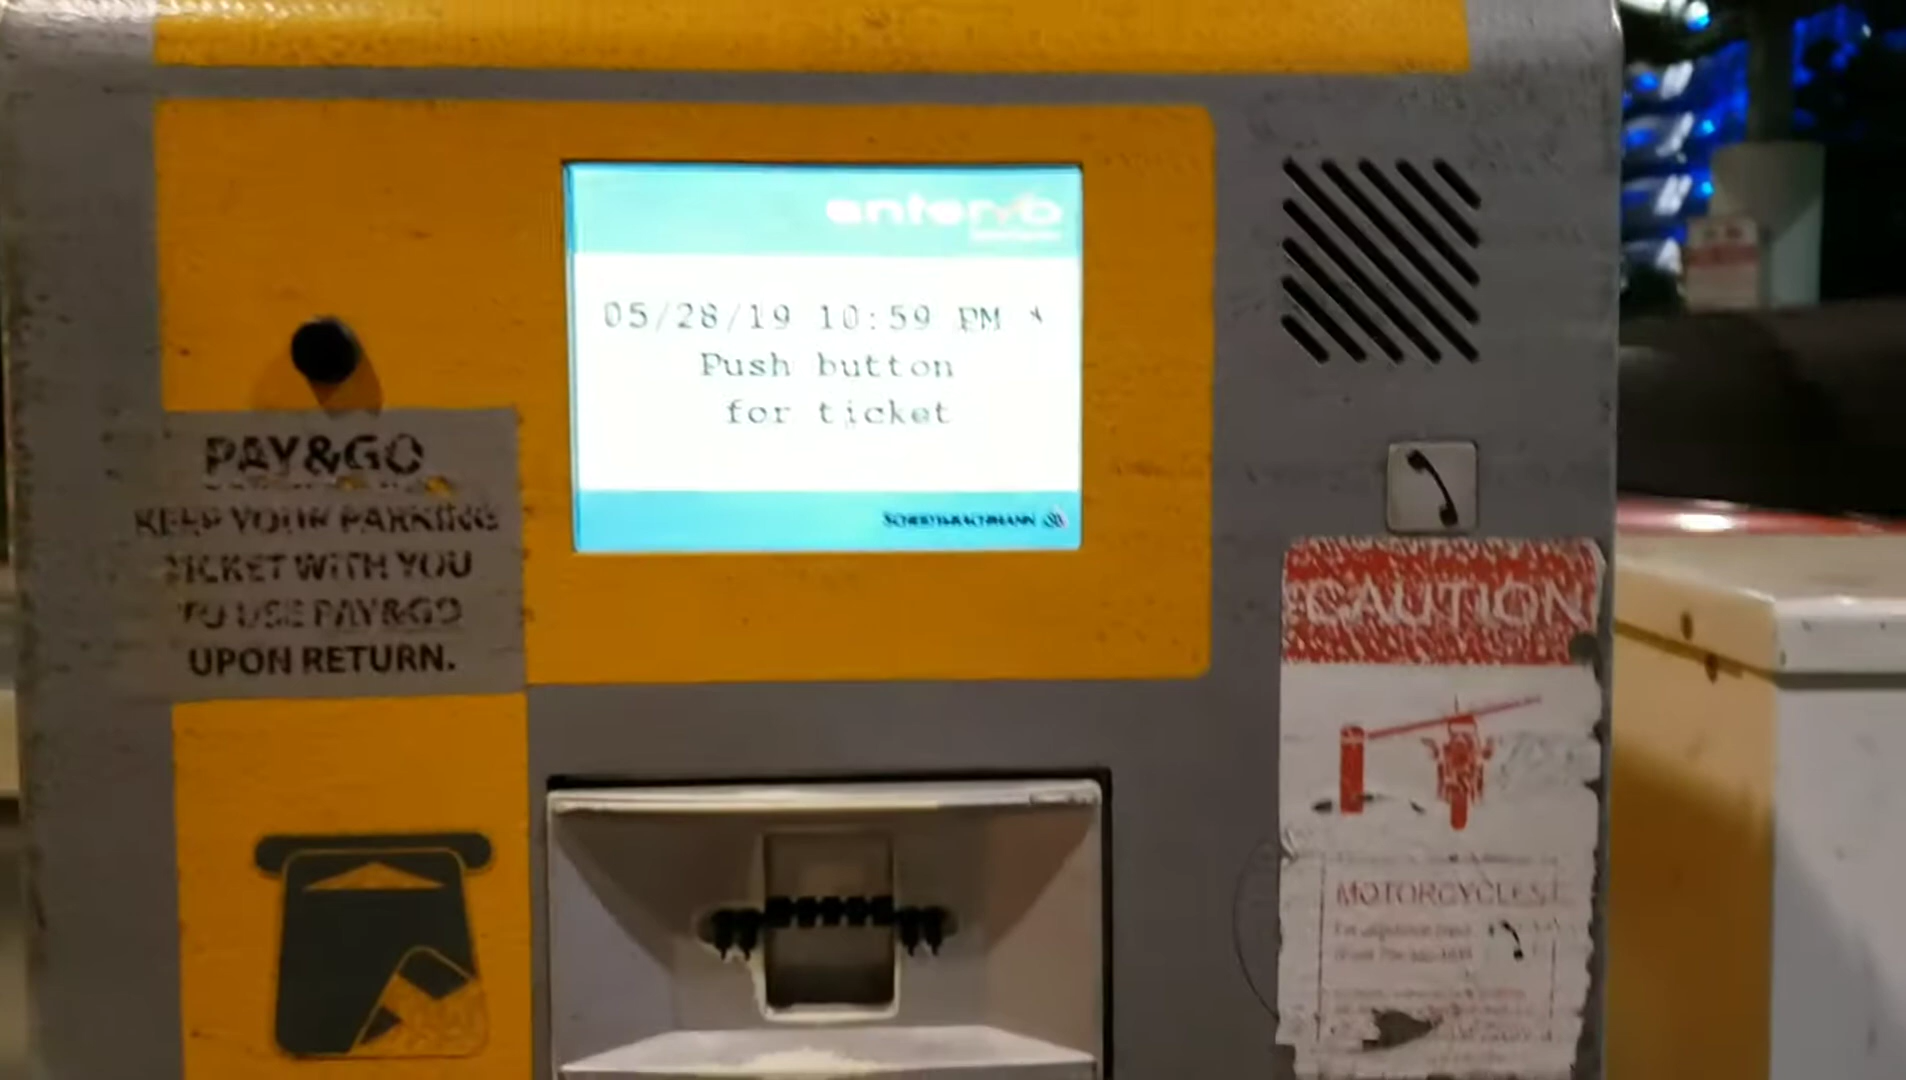 entervo
05/28/19 10:59 PM *
Push button
for ticket
SCHEIDT&BACHMANN
PAY&GO
KEEP YOUR PARKING
TICKET WITH YOU
TO USE PAY&GO
UPON RETURN.
CAUTION
MOTORCYCLES